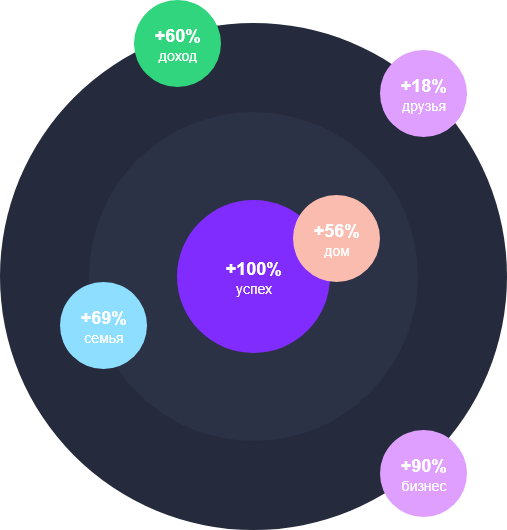 +60%
доход
+18%
друзья
+56%
дом
+100%
успех
+69%
семья
+90%
бизнес